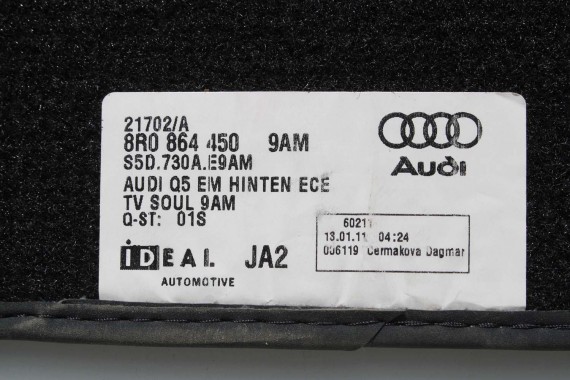 21702/A
8R0 864 450 9AM
S5D.730A.E9AM
AUDI Q5 EM HINTEN ECE
TV SOUL 9AM
Q-ST: 01S
iDEAL JA2
AUTOMOTIVE
Audi
60211
13.01.11 04:24
006119 Cermakova Dagmar